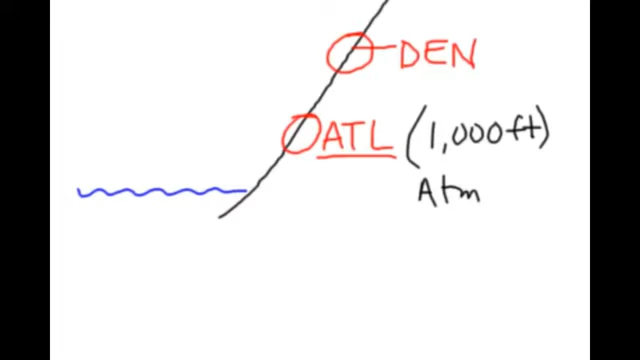 DEN
ATL (1,000ft)
Atm